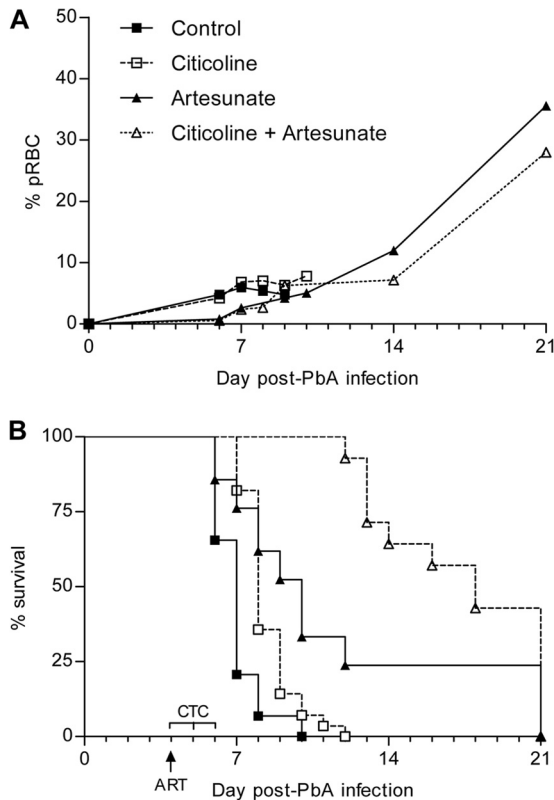 A
50
40
30
20
10
0
% pRBC
Control
Citicoline
Artesunate
Citicoline + Artesunate
0 7 14 21
Day post-PbA infection
B
100
75
50
25
0
% survival
CTC
0 7 14 21
ART
Day post-PbA infection